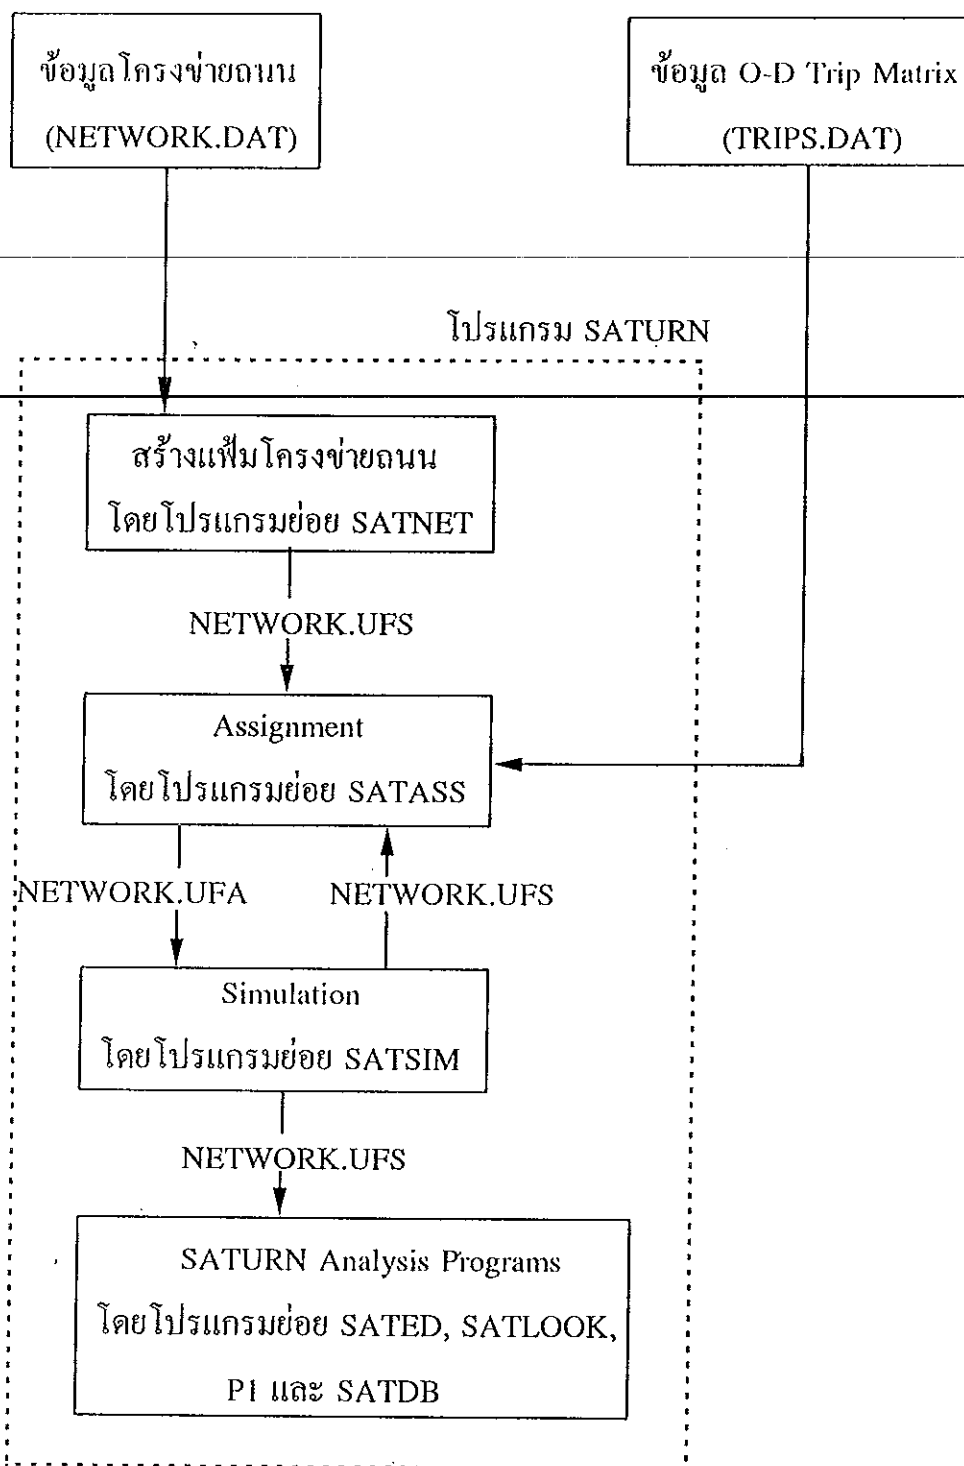 ข้อมูลโครงข่ายถนน
(NETWORK.DAT)
ข้อมูล O-D Trip Matrix
(TRIPS.DAT)
โปรแกรม SATURN
สร้างแฟ้มโครงข่ายถนน
โดยโปรแกรมย่อย SATNET
NETWORK.UFS
Assignment
โดยโปรแกรมย่อย SATASS
NETWORK.UFA
NETWORK.UFS
Simulation
โดยโปรแกรมย่อย SATSIM
NETWORK.UFS
SATURN Analysis Programs
โดยโปรแกรมย่อย SATED, SATLOOK,
P1 และ SATDB